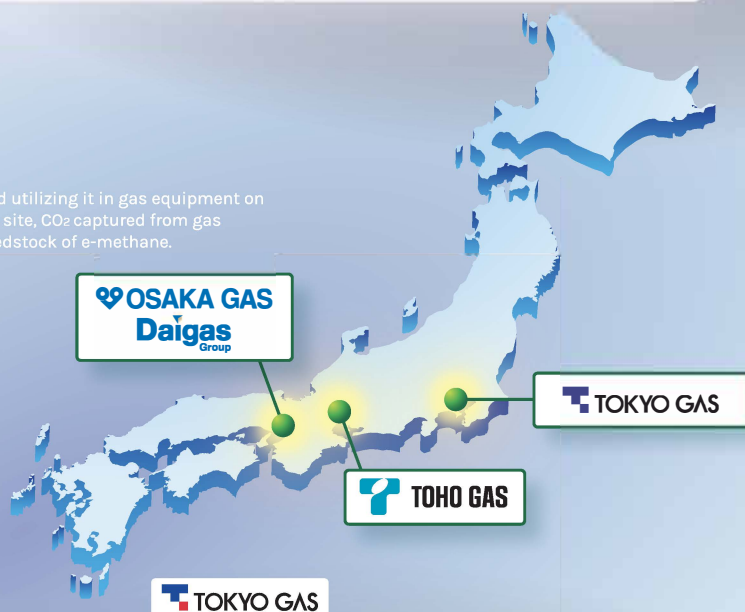 d utilizing it in gas equipment on
site, CO2 captured from gas
edstock of e-methane.
OSAKA GAS
Daigas
Group
TOKYO GAS
TOHO GAS
TOKYO GAS